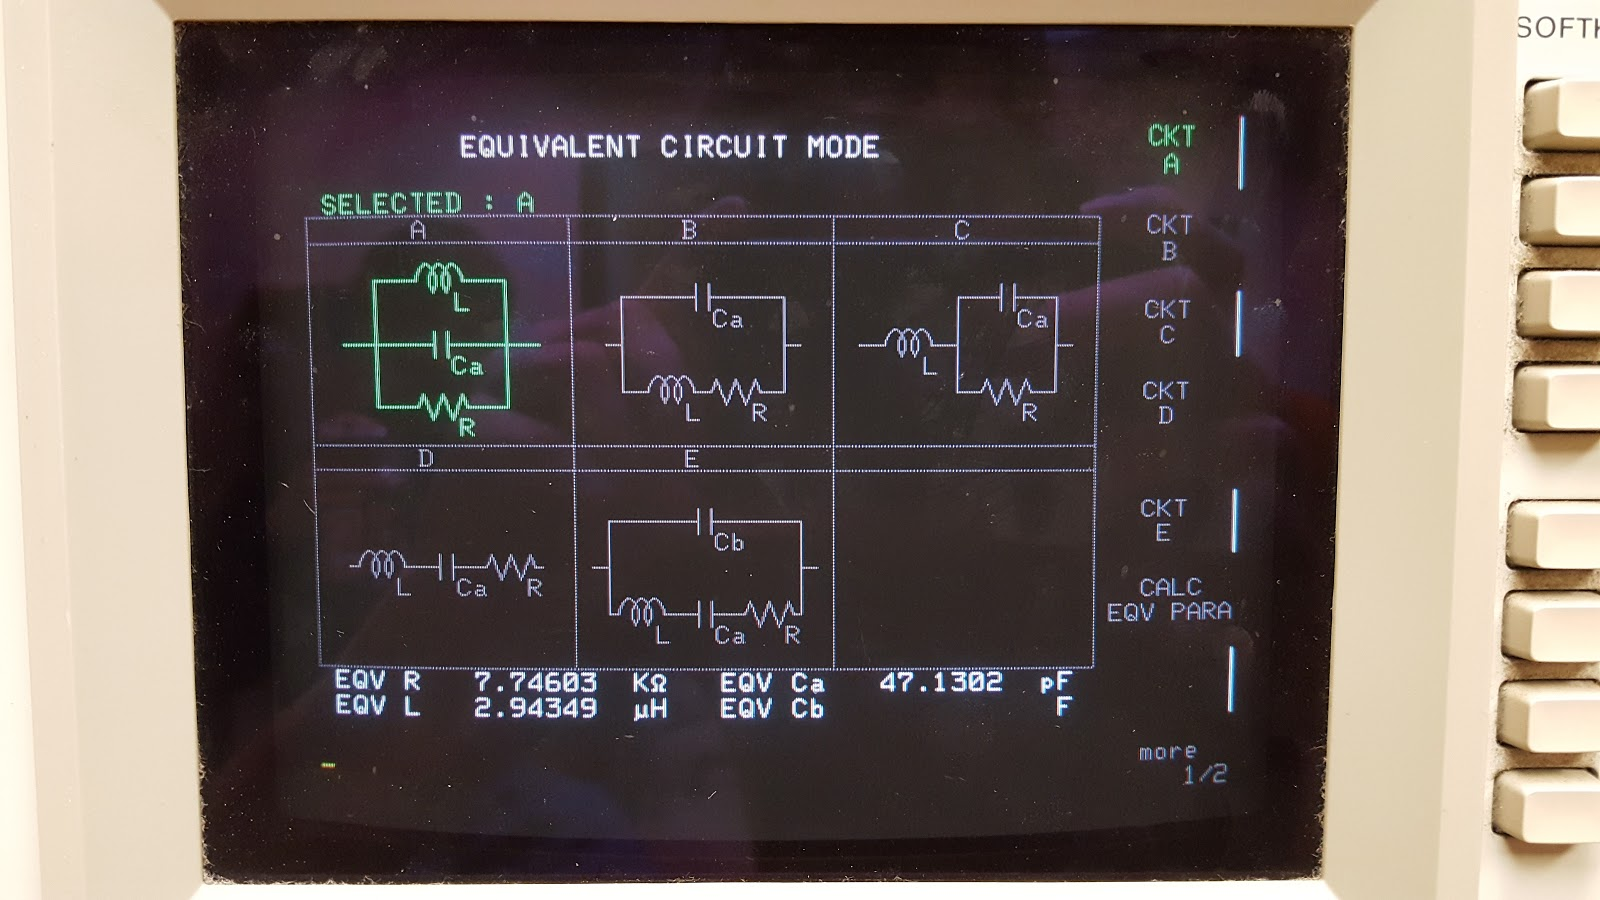 SOFTK
EQUIVALENT CIRCUIT MODE
SELECTED : A
A B C
L
Ca
R
Ca
L R
Ca
L
R
D E
L Ca R
Cb
L Ca R
EQV R 7.74603 KΩ EQV Ca 47.1302 pF
EQV L 2.94349 µH EQV Cb F
CKT
A
CKT
B
CKT
C
CKT
D
CKT
E
CALC
EQV PARA
more
1/2